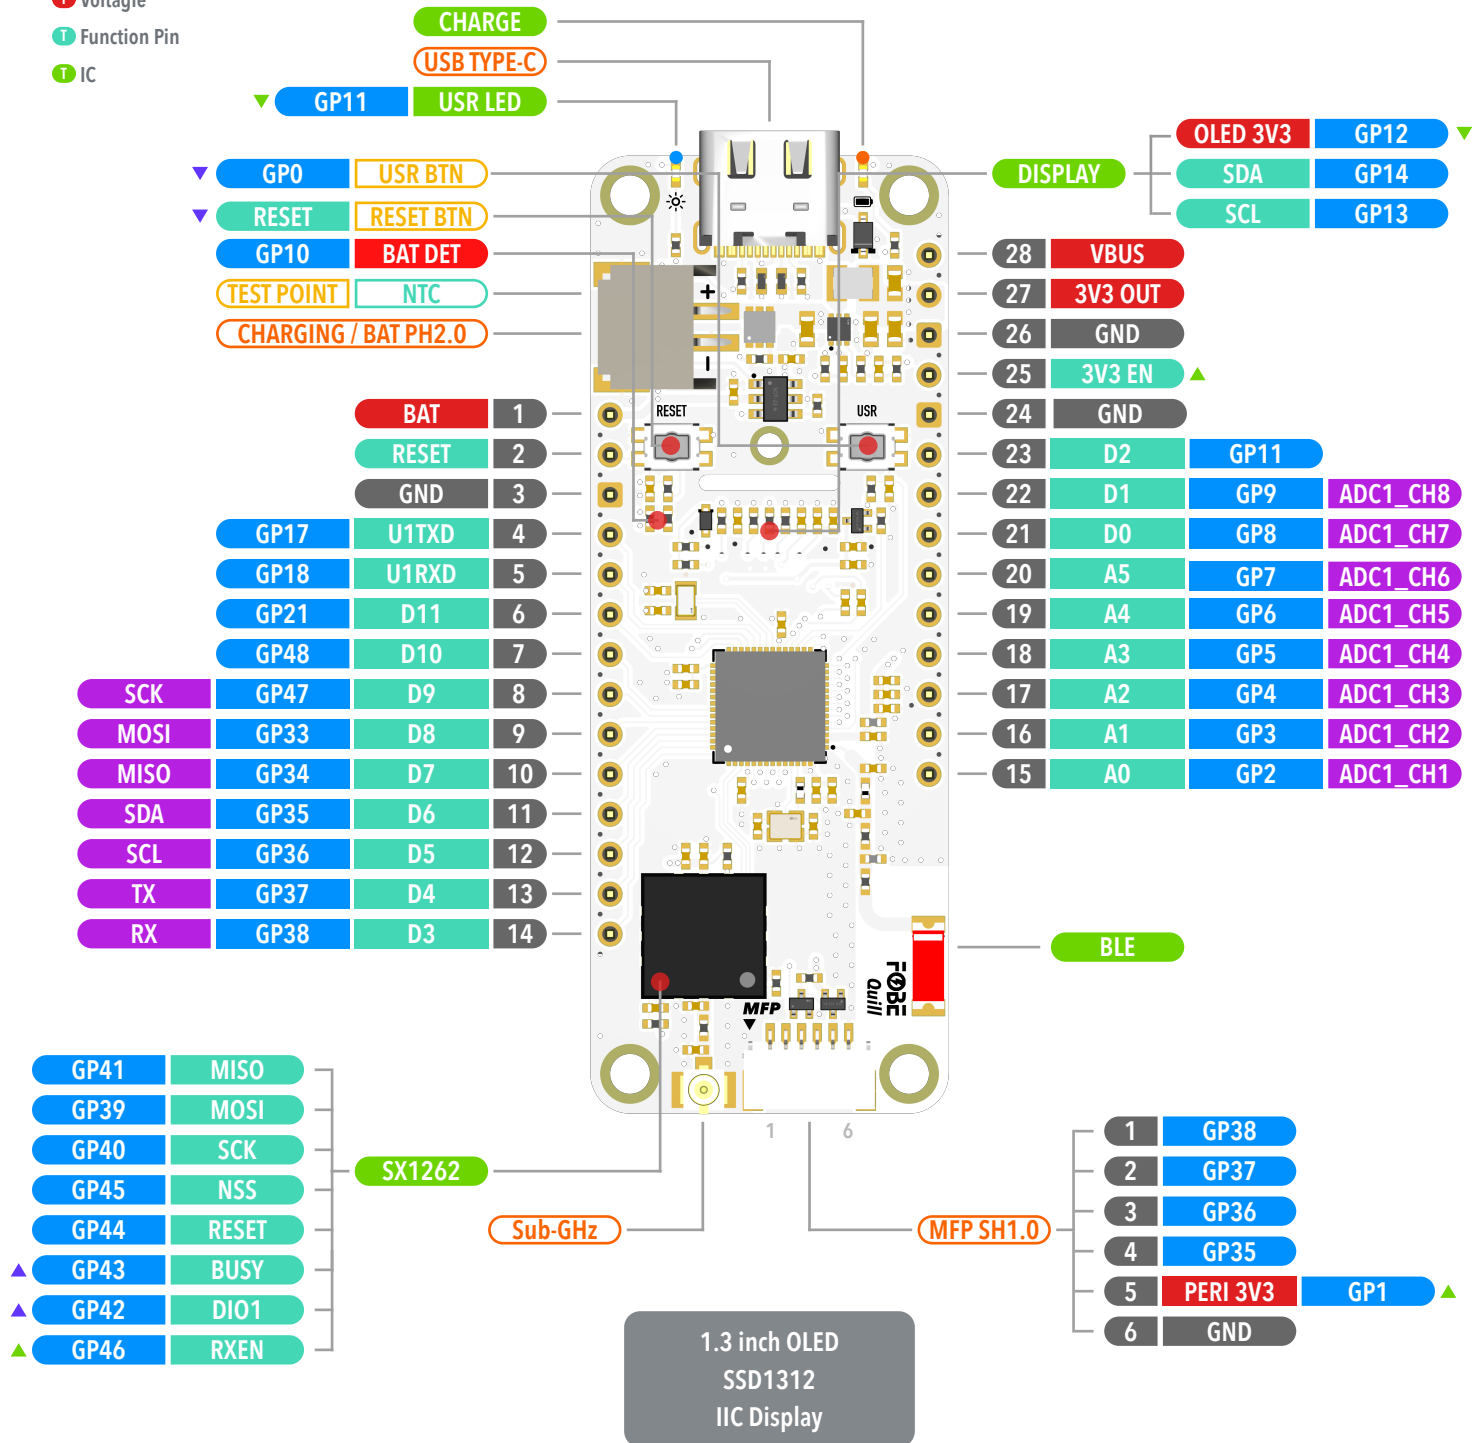 T Voltagle
T Function Pin
T IC
CHARGE
USB TYPE-C
GP11 USR LED
GP0 USR BTN
RESET RESET BTN
GP10 BAT DET
TEST POINT NTC
CHARGING / BAT PH2.0
BAT 1
RESET 2
GND 3
GP17 U1TXD 4
GP18 U1RXD 5
GP21 D11 6
GP48 D10 7
SCK GP47 D9 8
MOSI GP33 D8 9
MISO GP34 D7 10
SDA GP35 D6 11
SCL GP36 D5 12
TX GP37 D4 13
RX GP38 D3 14
DISPLAY
OLED 3V3 GP12
SDA GP14
SCL GP13
28 VBUS
27 3V3 OUT
26 GND
25 3V3 EN
24 GND
23 D2 GP11
22 D1 GP9 ADC1_CH8
21 D0 GP8 ADC1_CH7
20 A5 GP7 ADC1_CH6
19 A4 GP6 ADC1_CH5
18 A3 GP5 ADC1_CH4
17 A2 GP4 ADC1_CH3
16 A1 GP3 ADC1_CH2
15 A0 GP2 ADC1_CH1
BLE
+
-
RESET
USR
FOBE
Quill
MFP
1 6
GP41 MISO
GP39 MOSI
GP40 SCK
GP45 NSS
GP44 RESET
GP43 BUSY
GP42 DIO1
GP46 RXEN
SX1262
Sub-GHz
MFP SH1.0
1 GP38
2 GP37
3 GP36
4 GP35
5 PERI 3V3 GP1
6 GND
1.3 inch OLED
SSD1312
IIC Display